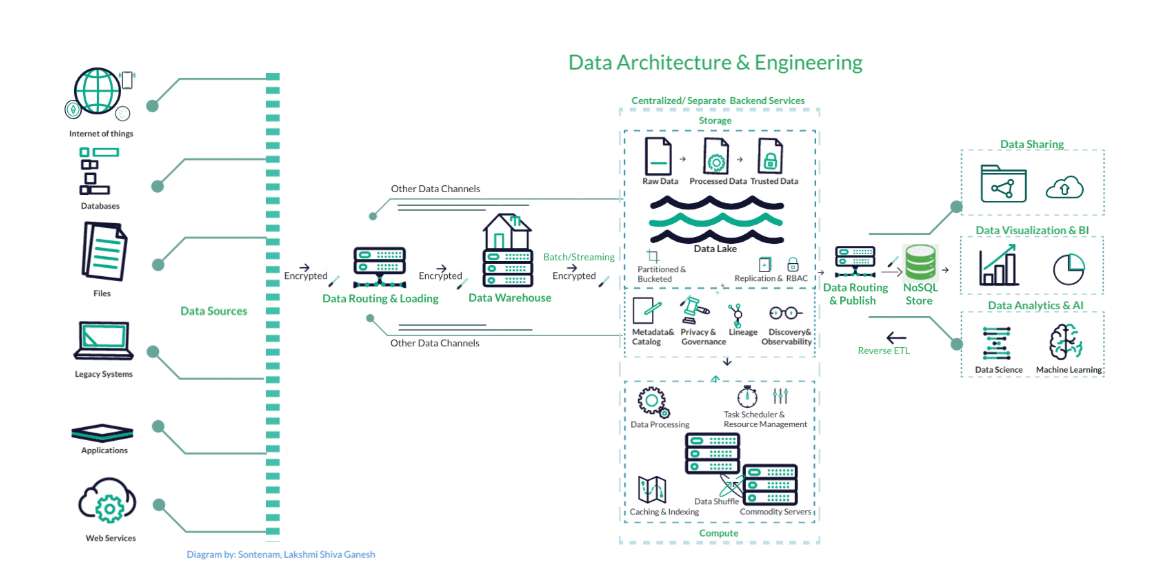 Data Architecture & Engineering
Internet of things
Databases
Files
Legacy Systems
Applications
Web Services
Data Sources
Diagram by: Sontenam, Lakshmi Shiva Ganesh
Encrypted
Other Data Channels
Data Routing & Loading
Other Data Channels
Encrypted
Data Warehouse
Batch/Streaming
Encrypted
Centralized/ Separate Backend Services
Storage
Raw Data
Processed Data
Trusted Data
Data Lake
Partitioned &
Bucketed
Replication & RBAC
Metadata&
Catalog
Privacy &
Governance
Lineage
Discovery&
Observability
Data Processing
Task Scheduler &
Resource Management
Data Shuffle
Caching & Indexing
Commodity Servers
Compute
Data Routing
& Publish
NoSQL
Store
Reverse ETL
Data Sharing
Data Visualization & BI
Data Analytics & AI
Data Science
Machine Learning